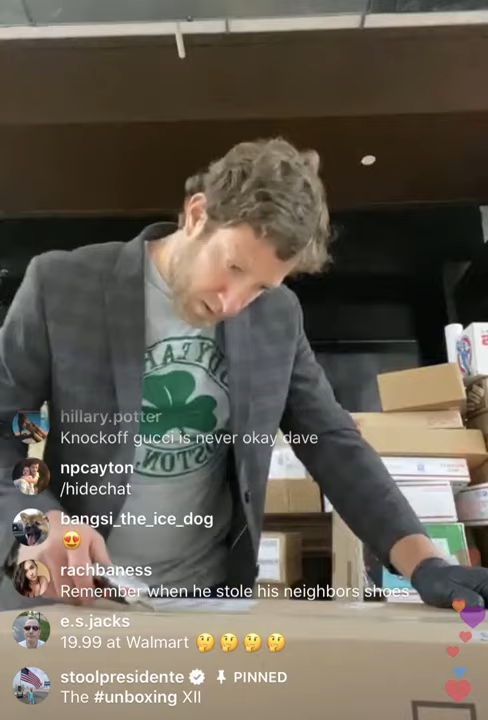 BOSTON
hillary.potter
Knockoff gucci is never okay dave
npcayton
/hidechat
bangsi_the_ice_dog
😍
rachbaness
Remember when he stole his neighbors shoes
e.s.jacks
19.99 at Walmart 🤔🤔🤔🤔
stoolpresidente PINNED
The #unboxing XII